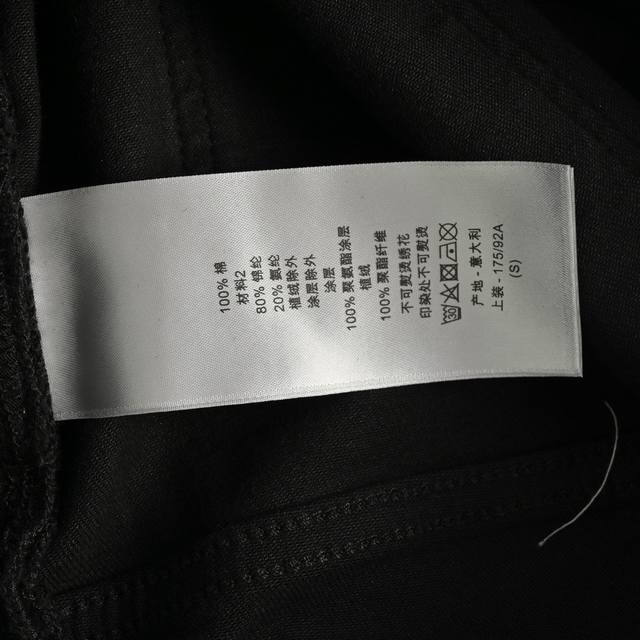 100% 棉
材料2
80% 锦纶
20% 氨纶
植绒除外
涂层除外
涂层
100% 聚氨酯涂层
植绒
100% 聚酯纤维
不可熨烫绣花
印染处不可熨烫
30
产地 - 意大利
上装 - 175/92A
(S)